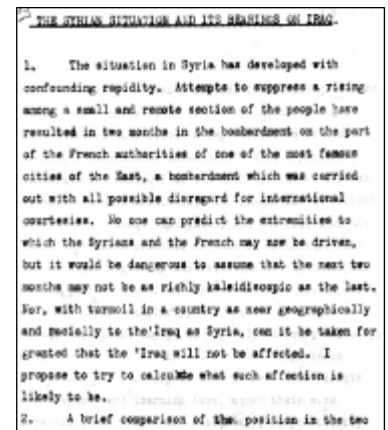 THE SYRIAN SITUATION AND ITS BEARINGS ON IRAQ.
1. The situation in Syria has developed with
confounding rapidity. Attempts to suppress a rising
among a small and remote section of the people have
resulted in two months in the bombardment on the part
of the French authorities of one of the most famous
cities of the East, a bombardment which was carried
out with all possible disregard for international
courtesies. No one can predict the extremities to
which the Syrians and the French may now be driven,
but it would be dangerous to assume that the next two
months may not be as richly kaleidiscopic as the last.
Nor, with turmoil in a country as near geographically
and racially to the 'Iraq as Syria, can it be taken for
granted that the 'Iraq will not be affected. I
propose to try to calculate what such affection is
likely to be.
2. A brief comparison of the position in the two